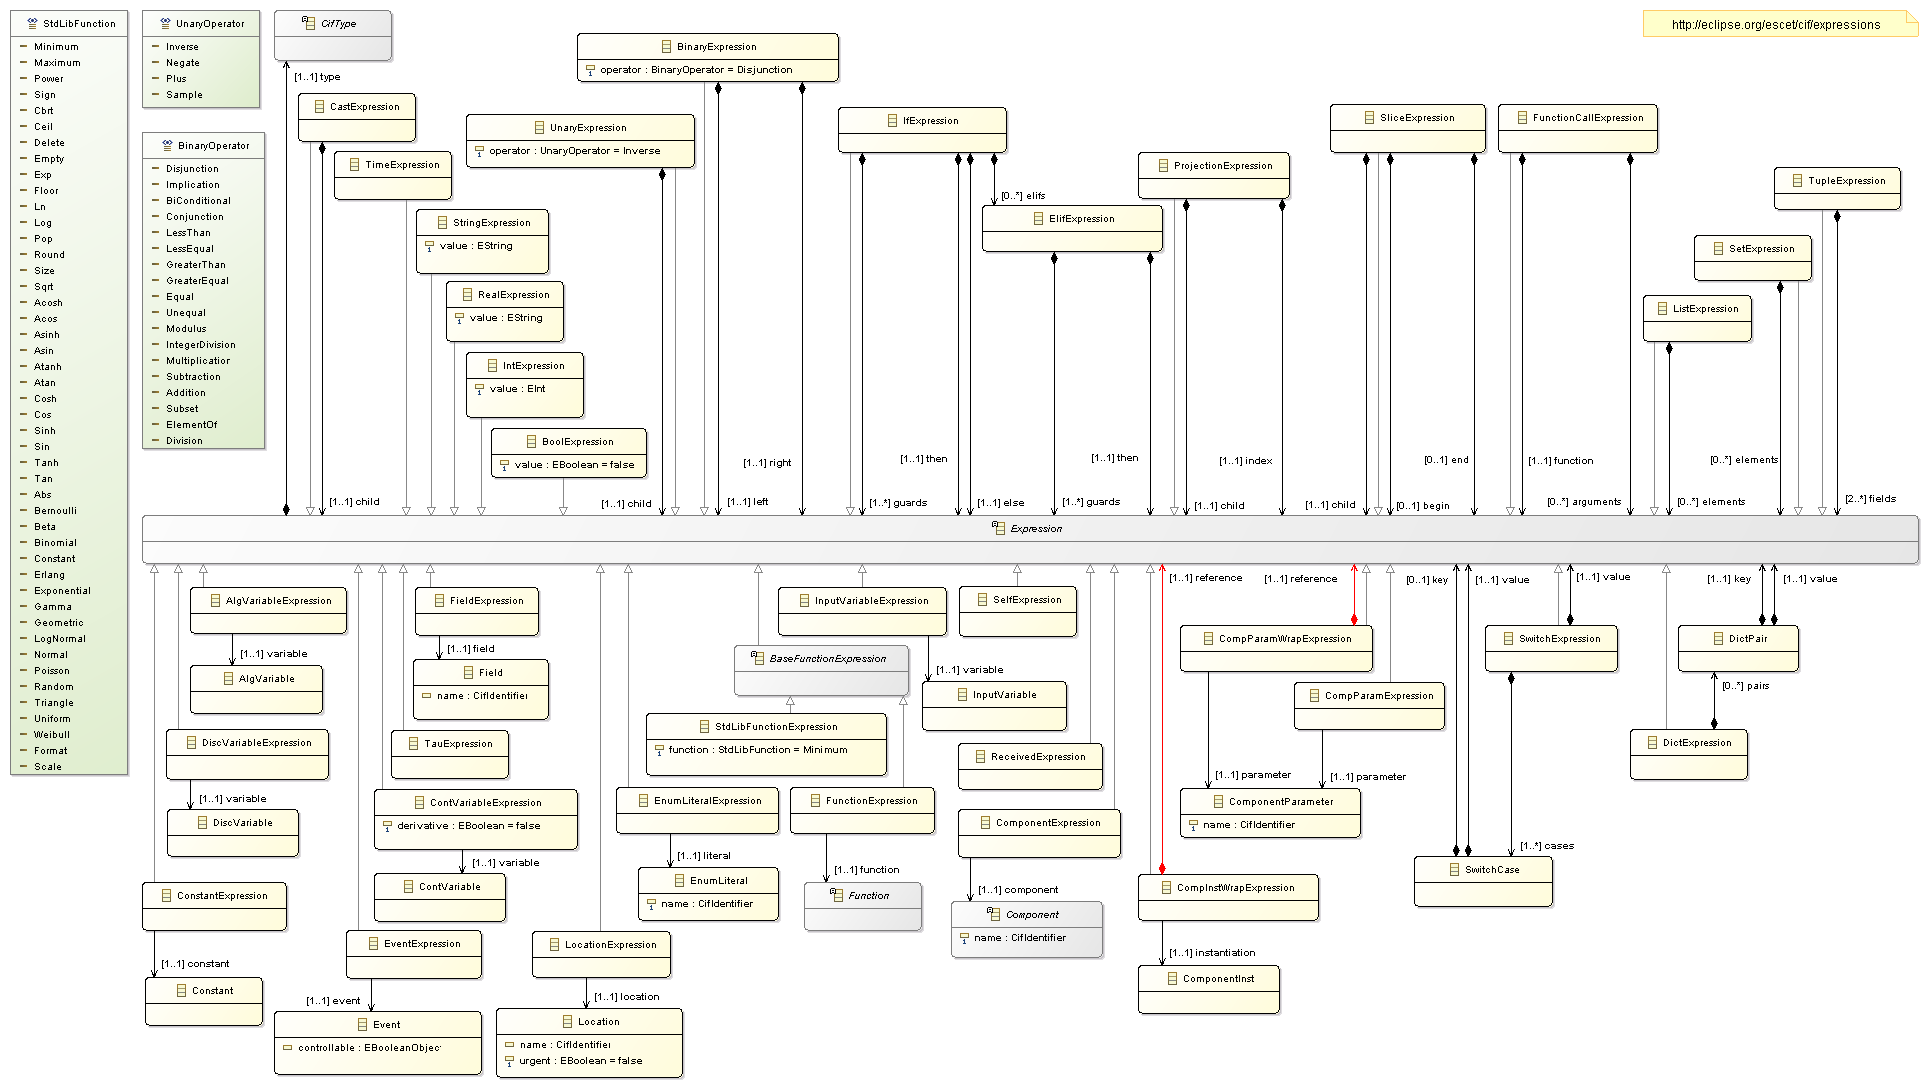 StdLibFunction
Minimum
Maximum
Power
Sign
Cbrt
Ceil
Delete
Empty
Exp
Floor
Ln
Log
Pop
Round
Size
Sqrt
Acosh
Acos
Asinh
Asin
Atanh
Atan
Cosh
Cos
Sinh
Sin
Tanh
Tan
Abs
Bernoulli
Beta
Binomial
Constant
Erlang
Exponential
Gamma
Geometric
LogNormal
Normal
Poisson
Random
Triangle
Uniform
Weibull
Format
Scale
UnaryOperator
Inverse
Negate
Plus
Sample
BinaryOperator
Disjunction
Implication
BiConditional
Conjunction
LessThan
LessEqual
GreaterThan
GreaterEqual
Equal
Unequal
Modulus
IntegerDivision
Multiplicatior
Subtraction
Addition
Subset
ElementOf
Division
CifType
[1..1] type
CastExpression
[1..1] child
TimeExpression
StringExpression
value : EString
RealExpression
value : EString
IntExpression
value : EInt
BoolExpression
value : EBoolean = false
UnaryExpression
operator : UnaryOperator = Inverse
[1..1] child
BinaryExpression
operator : BinaryOperator = Disjunction
[1..1] right
[1..1] left
IfExpression
[0..*] elifs
[1..1] then
[1..*] guards
[1..1] else
ElifExpression
[1..1] then
[1..*] guards
ProjectionExpression
[1..1] index
[1..1] child
SliceExpression
[0..1] end
[1..1] child
[0..1] begin
FunctionCallExpression
[1..1] function
[0..*] arguments
http://eclipse.org/escet/cif/expressions
TupleExpression
[2..*] fields
SetExpression
[0..*] elements
ListExpression
[0..*] elements
Expression
AlgVariableExpression
[1..1] variable
AlgVariable
DiscVariableExpression
[1..1] variable
DiscVariable
ConstantExpression
[1..1] constant
Constant
FieldExpression
[1..1] field
Field
name : CifIdentifier
TauExpression
ContVariableExpression
derivative : EBoolean = false
[1..1] variable
ContVariable
EventExpression
[1..1] event
Event
controllable : EBooleanObjec
LocationExpression
[1..1] location
Location
name : CifIdentifier
urgent : EBoolean = false
InputVariableExpression
[1..1] variable
InputVariable
BaseFunctionExpression
StdLibFunctionExpression
function : StdLibFunction = Minimum
EnumLiteralExpression
[1..1] literal
EnumLiteral
name : CifIdentifier
FunctionExpression
[1..1] function
Function
SelfExpression
ReceivedExpression
ComponentExpression
[1..1] component
Component
name : CifIdentifier
[1..1] reference
[1..1] reference
CompParamWrapExpression
CompParamExpression
[1..1] parameter
[1..1] parameter
ComponentParameter
name : CifIdentifier
CompInstWrapExpression
[1..1] instantiation
ComponentInst
[0..1] key
[1..1] value
[1..1] value
SwitchExpression
[1..*] cases
SwitchCase
[1..1] key
[1..1] value
DictPair
[0..*] pairs
DictExpression